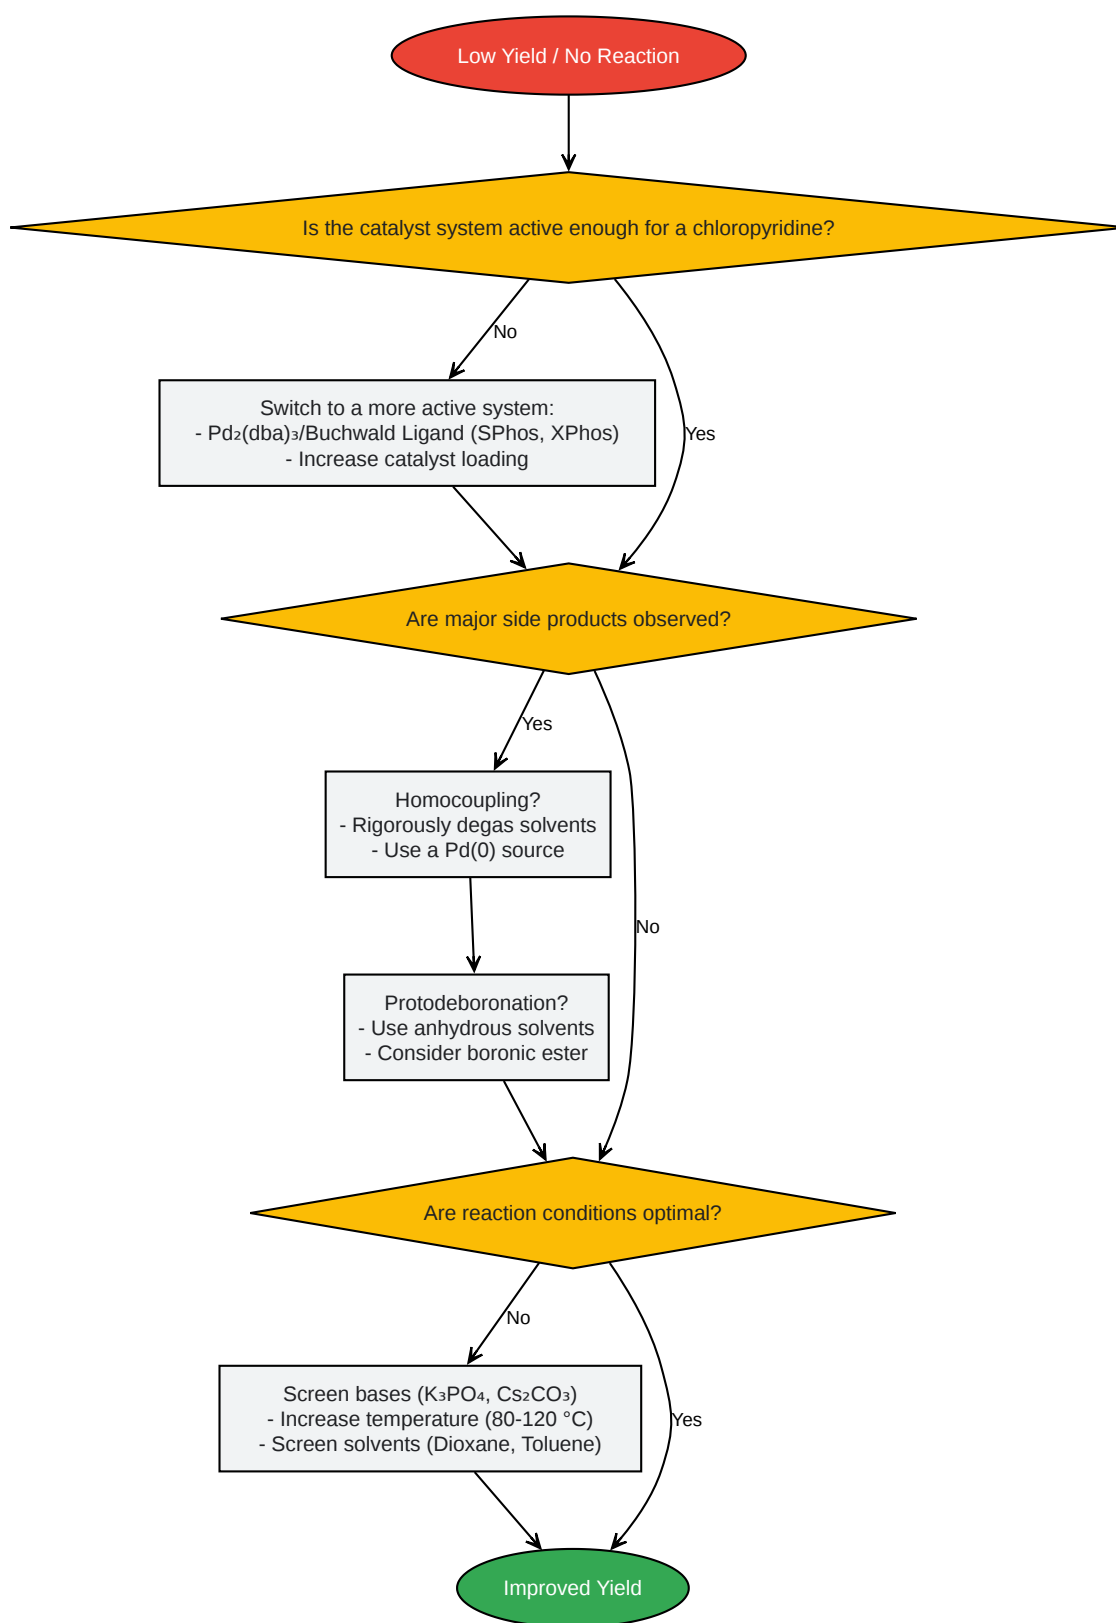 Low Yield / No Reaction
Is the catalyst system active enough for a chloropyridine?
No
Switch to a more active system:
- Pd₂(dba)₃/Buchwald Ligand (SPhos, XPhos)
- Increase catalyst loading
Yes
Are major side products observed?
Yes
Homocoupling?
- Rigorously degas solvents
- Use a Pd(0) source
No
Protodeboronation?
- Use anhydrous solvents
- Consider boronic ester
Are reaction conditions optimal?
No
Screen bases (K₃PO₄, Cs₂CO₃)
- Increase temperature (80-120 °C)
- Screen solvents (Dioxane, Toluene)
Yes
Improved Yield